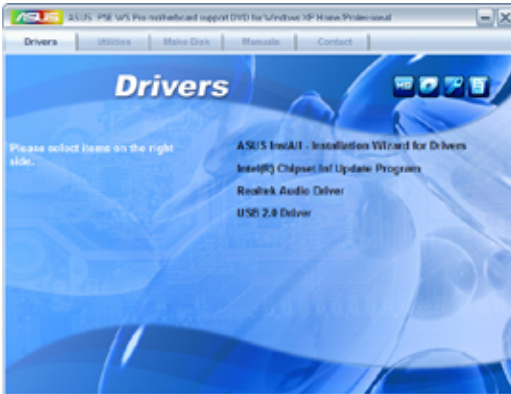 ASUS ASUS P5E WS Pro motherboard support DVD for Windows XP Home/Professional
Drivers Utilities Make Disk Manuals Contact
Drivers
Please select items on the right
side.
ASUS InstAll - Installation Wizard for Drivers
Intel(R) Chipset Inf Update Program
Realtek Audio Driver
USB 2.0 Driver